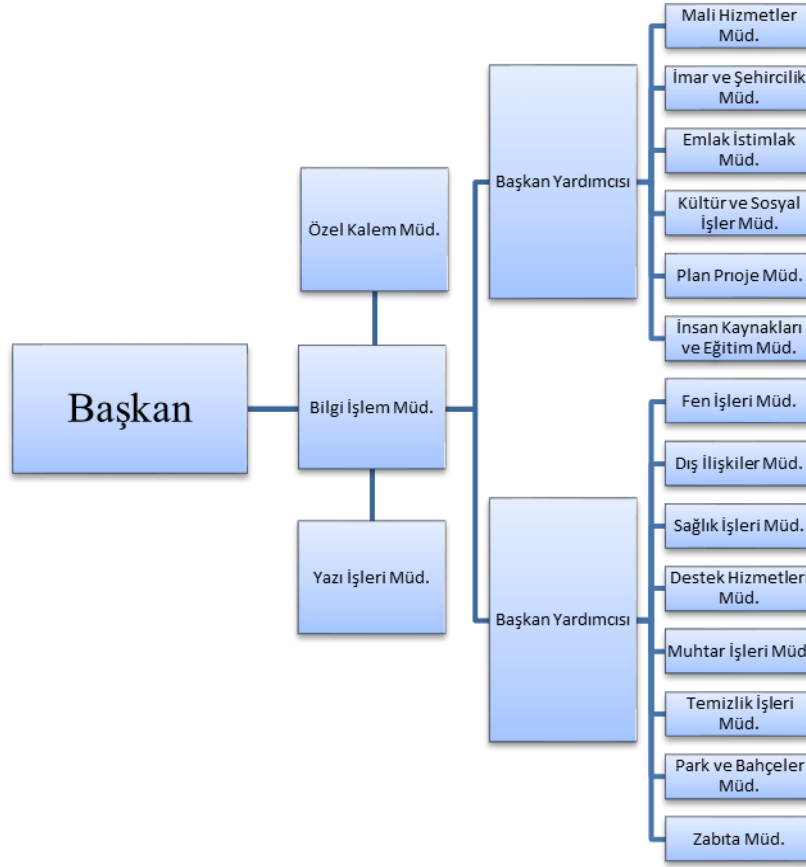 Başkan
Özel Kalem Müd.
Bilgi İşlem Müd.
Yazı İşleri Müd.
Başkan Yardımcısı
Mali Hizmetler
Müd.
İmar ve Şehircilik
Müd.
Emlak İstimlak
Müd.
Kültür ve Sosyal
İşler Müd.
Plan Prıoje Müd.
İnsan Kaynakları
ve Eğitim Müd.
Başkan Yardımcısı
Fen İşleri Müd.
Dış İlişkiler Müd.
Sağlık İşleri Müd.
Destek Hizmetleri
Müd.
Muhtar İşleri Müd
Temizlik İşleri
Müd.
Park ve Bahçeler
Müd.
Zabıta Müd.